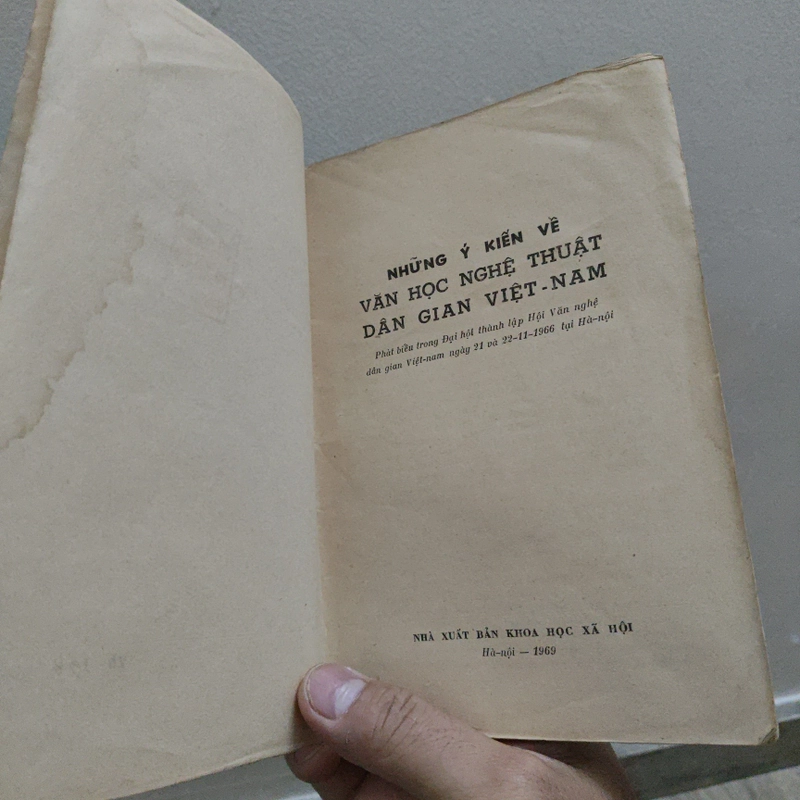 NHỮNG Ý KIẾN VỀ
VĂN HỌC NGHỆ THUẬT
DÂN GIAN VIỆT-NAM
Phát biểu trong Đại hội thành lập Hội Văn nghệ
dân gian Việt-nam ngày 21 và 22-11-1966 tại Hà-nội
NHÀ XUẤT BẢN KHOA HỌC XÃ HỘI
Hà-nội — 1969